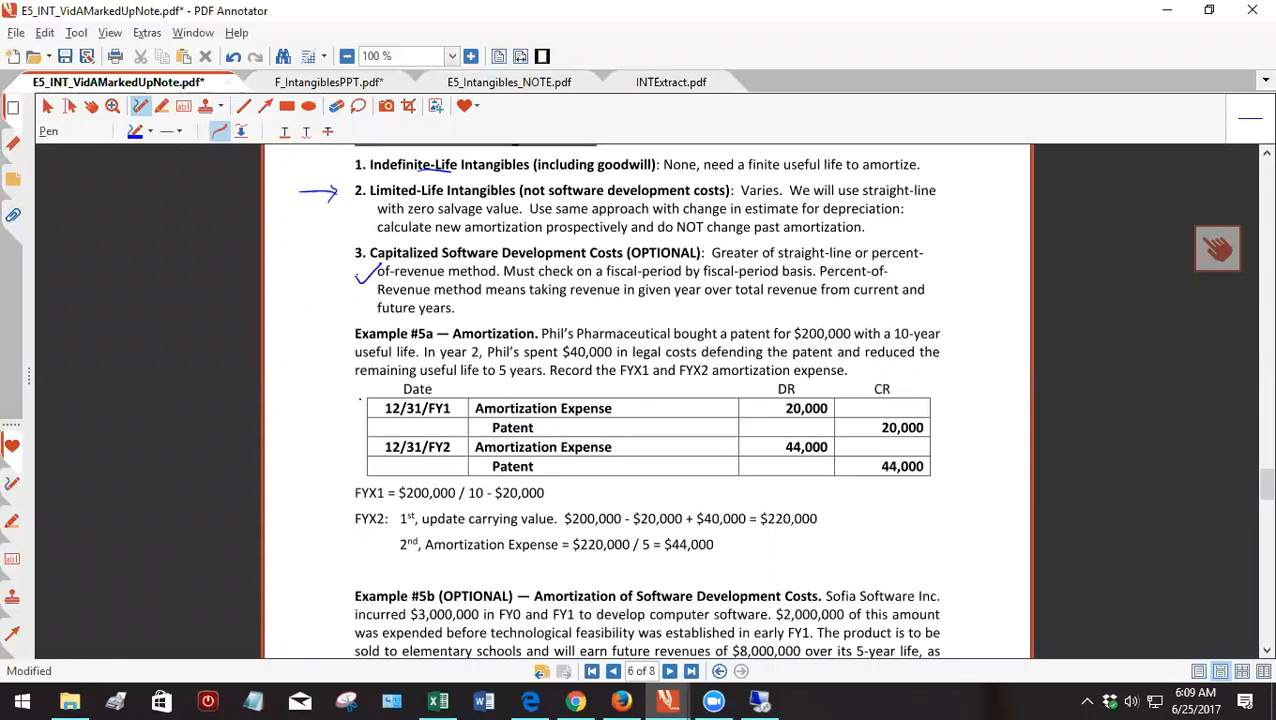 E5_INT_VidAMarkedUpNote.pdf* - PDF Annotator
File Edit Tool View Extras Window Help
100 %
E5_INT_VidAMarkedUpNote.pdf* F_IntangiblesPPT.pdf* E5_Intangibles_NOTE.pdf INTExtract.pdf
Pen
1. Indefinite-Life Intangibles (including goodwill): None, need a finite useful life to amortize.
2. Limited-Life Intangibles (not software development costs): Varies. We will use straight-line
with zero salvage value. Use same approach with change in estimate for depreciation:
calculate new amortization prospectively and do NOT change past amortization.
3. Capitalized Software Development Costs (OPTIONAL): Greater of straight-line or percent-
of-revenue method. Must check on a fiscal-period by fiscal-period basis. Percent-of-
Revenue method means taking revenue in given year over total revenue from current and
future years.
Example #5a — Amortization. Phil's Pharmaceutical bought a patent for $200,000 with a 10-year
useful life. In year 2, Phil's spent $40,000 in legal costs defending the patent and reduced the
remaining useful life to 5 years. Record the FYX1 and FYX2 amortization expense.
Date DR CR
12/31/FY1 Amortization Expense 20,000
Patent 20,000
12/31/FY2 Amortization Expense 44,000
Patent 44,000
FYX1 = $200,000 / 10 - $20,000
FYX2: 1st, update carrying value. $200,000 - $20,000 + $40,000 = $220,000
2nd, Amortization Expense = $220,000 / 5 = $44,000
Example #5b (OPTIONAL) — Amortization of Software Development Costs. Sofia Software Inc.
incurred $3,000,000 in FY0 and FY1 to develop computer software. $2,000,000 of this amount
was expended before technological feasibility was established in early FY1. The product is to be
sold to elementary schools and will earn future revenues of $8,000,000 over its 5-year life, as
Modified 6 of 8
6:09 AM
6/25/2017